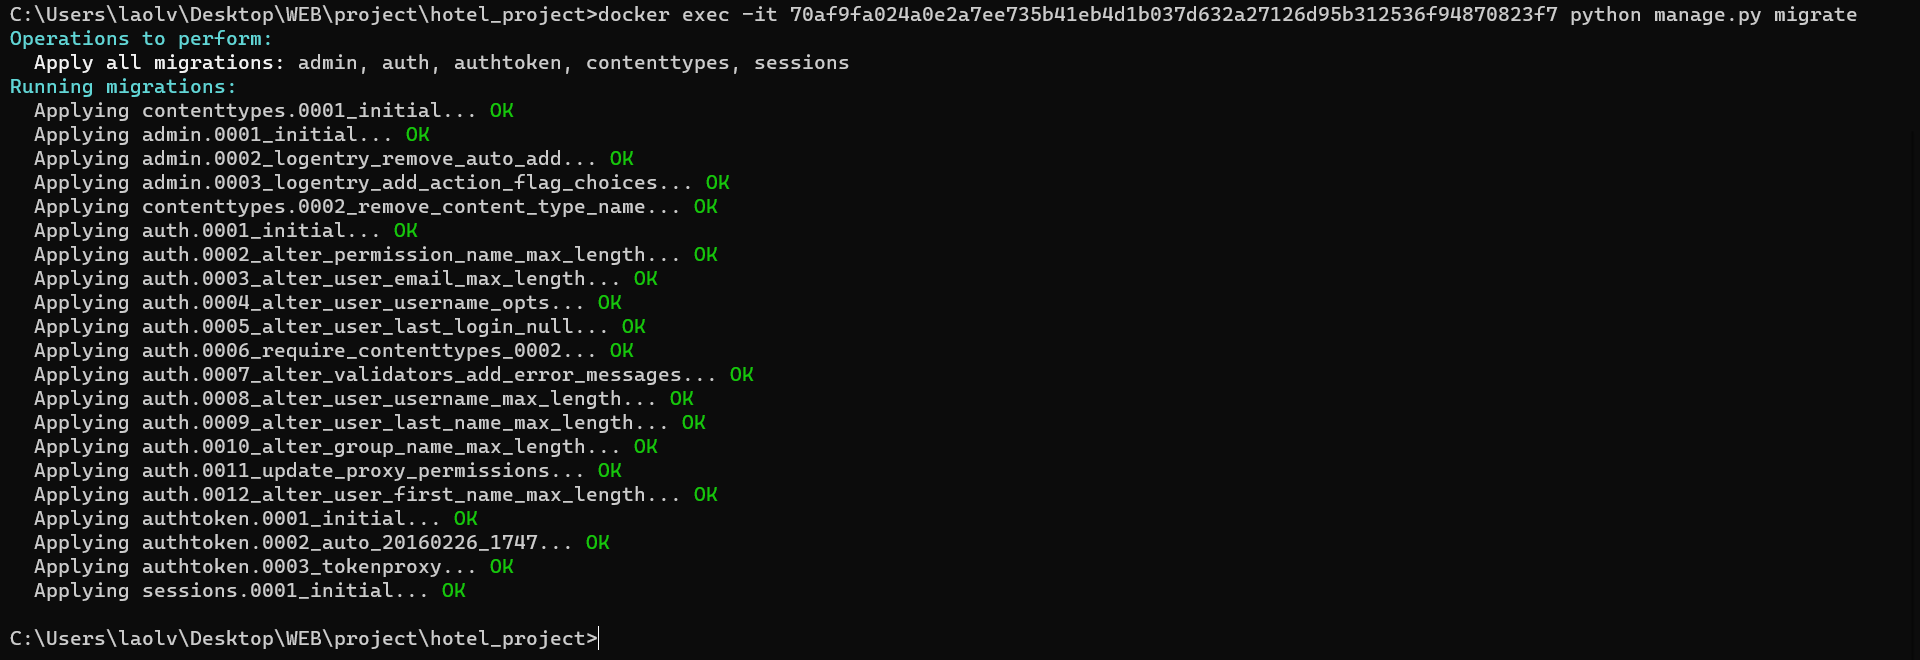 C:\Users\laolv\Desktop\WEB\project\hotel_project>docker exec -it 70af9fa024a0e2a7ee735b41eb4d1b037d632a27126d95b312536f94870823f7 python manage.py migrate
Operations to perform:
  Apply all migrations: admin, auth, authtoken, contenttypes, sessions
Running migrations:
  Applying contenttypes.0001_initial... OK
  Applying admin.0001_initial... OK
  Applying admin.0002_logentry_remove_auto_add... OK
  Applying admin.0003_logentry_add_action_flag_choices... OK
  Applying contenttypes.0002_remove_content_type_name... OK
  Applying auth.0001_initial... OK
  Applying auth.0002_alter_permission_name_max_length... OK
  Applying auth.0003_alter_user_email_max_length... OK
  Applying auth.0004_alter_user_username_opts... OK
  Applying auth.0005_alter_user_last_login_null... OK
  Applying auth.0006_require_contenttypes_0002... OK
  Applying auth.0007_alter_validators_add_error_messages... OK
  Applying auth.0008_alter_user_username_max_length... OK
  Applying auth.0009_alter_user_last_name_max_length... OK
  Applying auth.0010_alter_group_name_max_length... OK
  Applying auth.0011_update_proxy_permissions... OK
  Applying auth.0012_alter_user_first_name_max_length... OK
  Applying authtoken.0001_initial... OK
  Applying authtoken.0002_auto_20160226_1747... OK
  Applying authtoken.0003_tokenproxy... OK
  Applying sessions.0001_initial... OK
C:\Users\laolv\Desktop\WEB\project\hotel_project>